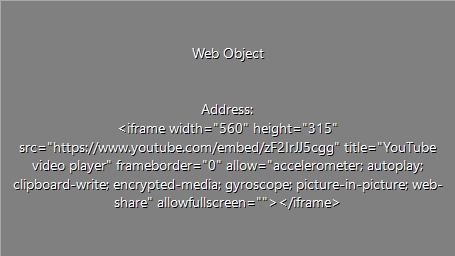 Web Object
Address:
<iframe width="560" height="315"
src="https://www.youtube.com/embed/zF2IrJJ5cgg" title="YouTube
video player" frameborder="0" allow="accelerometer; autoplay;
clipboard-write; encrypted-media; gyroscope; picture-in-picture; web-
share" allowfullscreen=""></iframe>